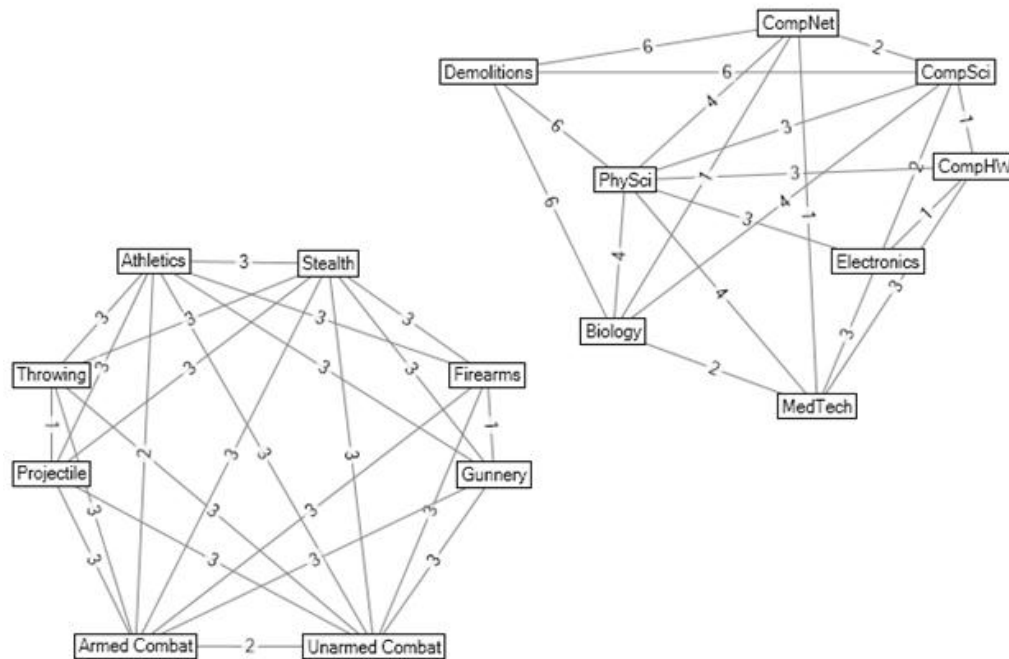 CompNet
6
2
Demolitions
6
CompSci
4
6
3
1
PhySci
3
2
CompHW
1
4
6
1
1
3
4
Electronics
3
Athletics
3
Stealth
4
3
Biology
3
2
MedTech
3
3
3
3
Throwing
3
3
3
3
Firearms
1
1
Projectile
2
3
3
3
Gunnery
3
3
3
3
3
3
3
3
Armed Combat
2
Unarmed Combat